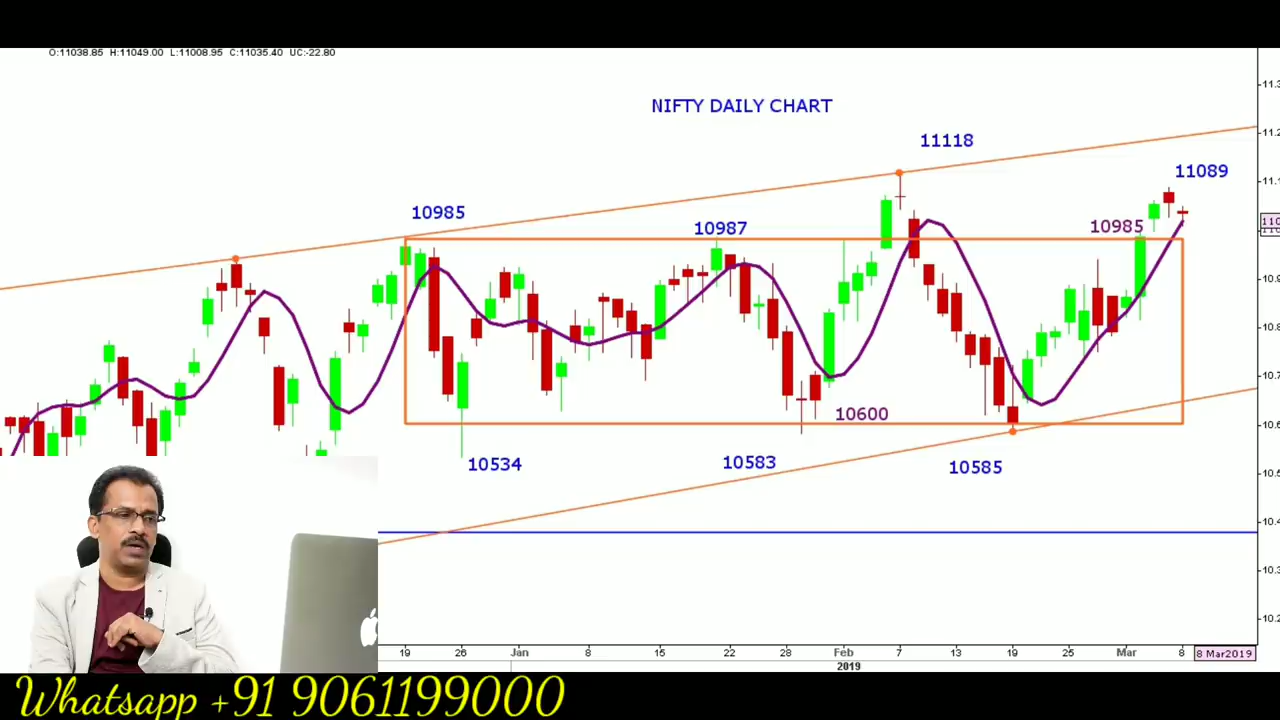 O:11038.85 H:11049.00 L:11008.95 C:11035.40 UC:-22.80
NIFTY DAILY CHART
11118
11089
10985
10987
10985
10600
10534
10583
10585
19 26 Jan 8 15 22 28 Feb 7 13 19 25 Mar 8 8 Mar2019
2019
Whatsapp +91 9061199000